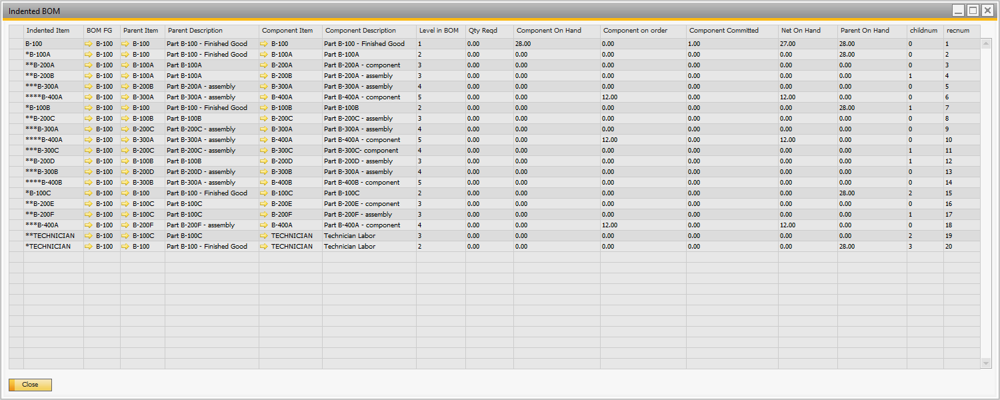 Indented BOM
Indented Item BOM FG Parent Item Parent Description Component Item Component Description Level in BOM Qty Reqd Component On Hand Component on order Component Committed Net On Hand Parent On Hand childnum recnum
B-100 B-100 B-100 Part B-100 - Finished Good B-100 Part B-100 - Finished Good 1 0.00 28.00 0.00 1.00 27.00 28.00 0 1
*B-100A B-100 B-100 Part B-100 - Finished Good B-100A Part B-100A 2 0.00 0.00 0.00 0.00 0.00 28.00 0 2
**B-200A B-100 B-100A Part B-100A B-200A Part B-200A - component 3 0.00 0.00 0.00 0.00 0.00 0.00 0 3
**B-200B B-100 B-100A Part B-100A B-200B Part B-200A - assembly 3 0.00 0.00 0.00 0.00 0.00 0.00 1 4
***B-300A B-100 B-200B Part B-200A - assembly B-300A Part B-300A - assembly 4 0.00 0.00 0.00 0.00 0.00 0.00 0 5
****B-400A B-100 B-300A Part B-300A - assembly B-400A Part B-400A - component 5 0.00 0.00 12.00 0.00 12.00 0.00 0 6
*B-100B B-100 B-100 Part B-100 - Finished Good B-100B Part B-100B 2 0.00 0.00 0.00 0.00 0.00 28.00 1 7
**B-200C B-100 B-100B Part B-100B B-200C Part B-200C - assembly 3 0.00 0.00 0.00 0.00 0.00 0.00 0 8
***B-300A B-100 B-200C Part B-200C - assembly B-300A Part B-300A - assembly 4 0.00 0.00 0.00 0.00 0.00 0.00 0 9
****B-400A B-100 B-300A Part B-300A - assembly B-400A Part B-400A - component 5 0.00 0.00 12.00 0.00 12.00 0.00 0 10
***B-300C B-100 B-200C Part B-200C - assembly B-300C Part B-300C- component 4 0.00 0.00 0.00 0.00 0.00 0.00 1 11
**B-200D B-100 B-100B Part B-100B B-200D Part B-200D - assembly 3 0.00 0.00 0.00 0.00 0.00 0.00 1 12
***B-300B B-100 B-200D Part B-200D - assembly B-300B Part B-300A - assembly 4 0.00 0.00 0.00 0.00 0.00 0.00 0 13
****B-400B B-100 B-300B Part B-300A - assembly B-400B Part B-400B - component 5 0.00 0.00 0.00 0.00 0.00 0.00 0 14
*B-100C B-100 B-100 Part B-100 - Finished Good B-100C Part B-100C 2 0.00 0.00 0.00 0.00 0.00 28.00 2 15
**B-200E B-100 B-100C Part B-100C B-200E Part B-200E - component 3 0.00 0.00 0.00 0.00 0.00 0.00 0 16
**B-200F B-100 B-100C Part B-100C B-200F Part B-200F - assembly 3 0.00 0.00 0.00 0.00 0.00 0.00 1 17
***B-400A B-100 B-200F Part B-200F - assembly B-400A Part B-400A - component 4 0.00 0.00 12.00 0.00 12.00 0.00 0 18
**TECHNICIAN B-100 B-100C Part B-100C TECHNICIAN Technician Labor 3 0.00 0.00 0.00 0.00 0.00 0.00 2 19
*TECHNICIAN B-100 B-100 Part B-100 - Finished Good TECHNICIAN Technician Labor 2 0.00 0.00 0.00 0.00 0.00 28.00 3 20
Close